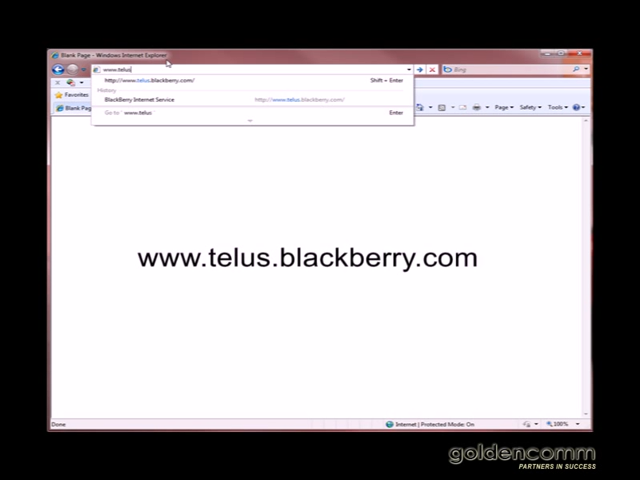 Blank Page - Windows Internet Explorer
www.telus
Bing
http://www.telus.blackberry.com/ Shift + Enter
History
BlackBerry Internet Service http://www.telus.blackberry.com/
Go to ' www.telus ' Enter
Favorites
Blank Pag
Page Safety Tools
www.telus.blackberry.com
Done
Internet | Protected Mode: On
100%
goldencomm
PARTNERS IN SUCCESS